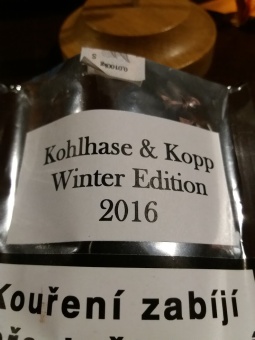 Kohlhase & Kopp
Winter Edition
2016
Kouření zabíjí